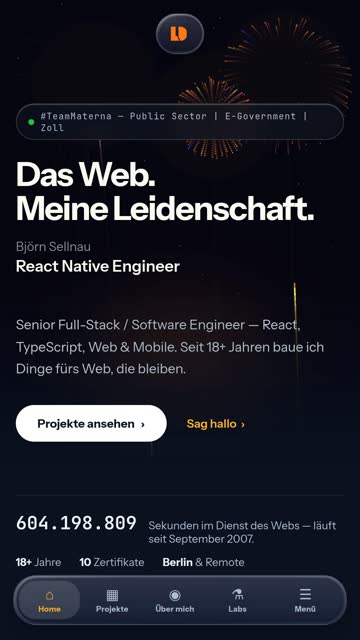 #TeamMaterna — Public Sector | E-Government |
Zoll
Das Web.
Meine Leidenschaft.
Björn Sellnau
React Native Engineer
Senior Full-Stack / Software Engineer — React,
TypeScript, Web & Mobile. Seit 18+ Jahren baue ich
Dinge fürs Web, die bleiben.
Projekte ansehen ›
Sag hallo ›
604.198.809
Sekunden im Dienst des Webs — läuft
seit September 2007.
18+ Jahre 10 Zertifikate Berlin & Remote
Home Projekte Über mich Labs Menü